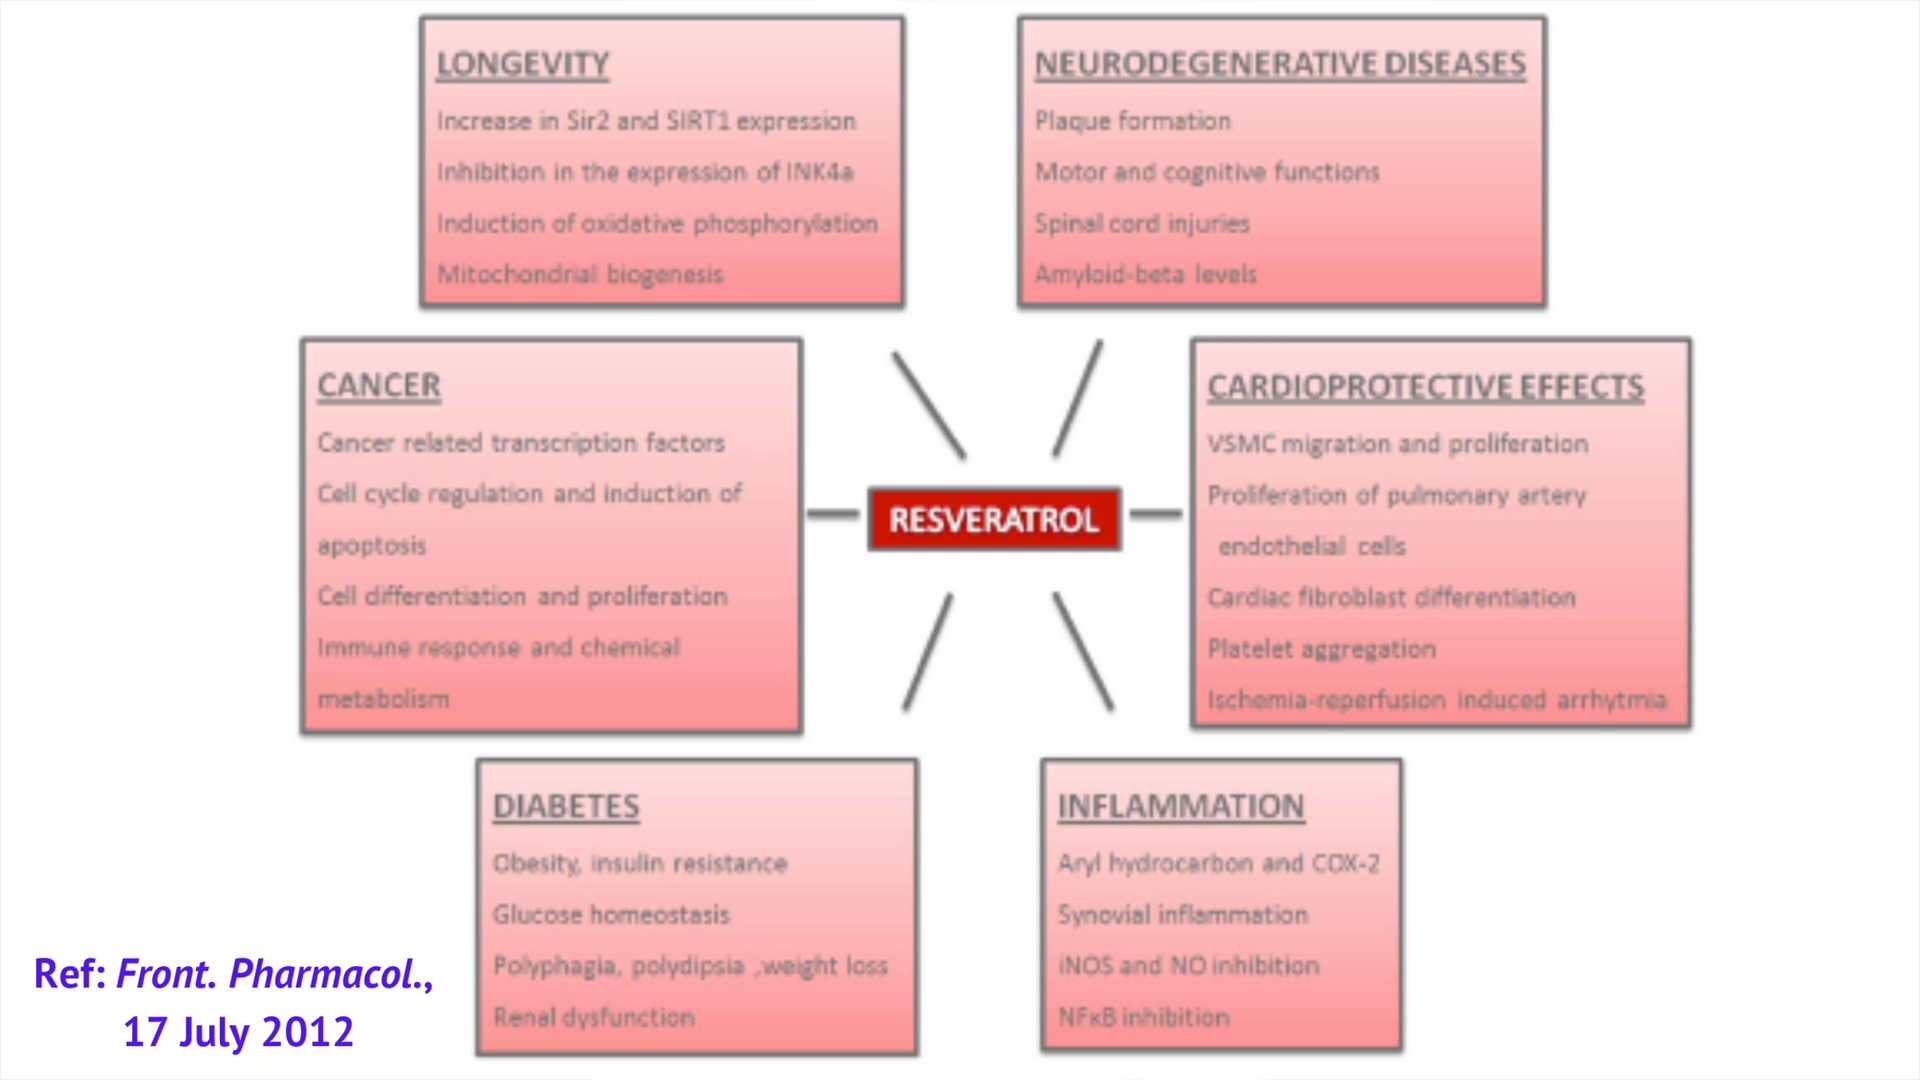 LONGEVITY
Increase in Sir2 and SIRT1 expression
Inhibition in the expression of INK4a
Induction of oxidative phosphorylation
Mitochondrial biogenesis
NEURODEGENERATIVE DISEASES
Plaque formation
Motor and cognitive functions
Spinal cord injuries
Amyloid-beta levels
CANCER
Cancer related transcription factors
Cell cycle regulation and induction of
apoptosis
Cell differentiation and proliferation
Immune response and chemical
metabolism
RESVERATROL
CARDIOPROTECTIVE EFFECTS
VSMC migration and proliferation
Proliferation of pulmonary artery
endothelial cells
Cardiac fibroblast differentiation
Platelet aggregation
Ischemia-reperfusion induced arrhytmia
DIABETES
Obesity, insulin resistance
Glucose homeostasis
Polyphagia, polydipsia ,weight loss
Renal dysfunction
INFLAMMATION
Aryl hydrocarbon and COX-2
Synovial inflammation
iNOS and NO inhibition
NFκB inhibition
Ref: Front. Pharmacol.,
17 July 2012